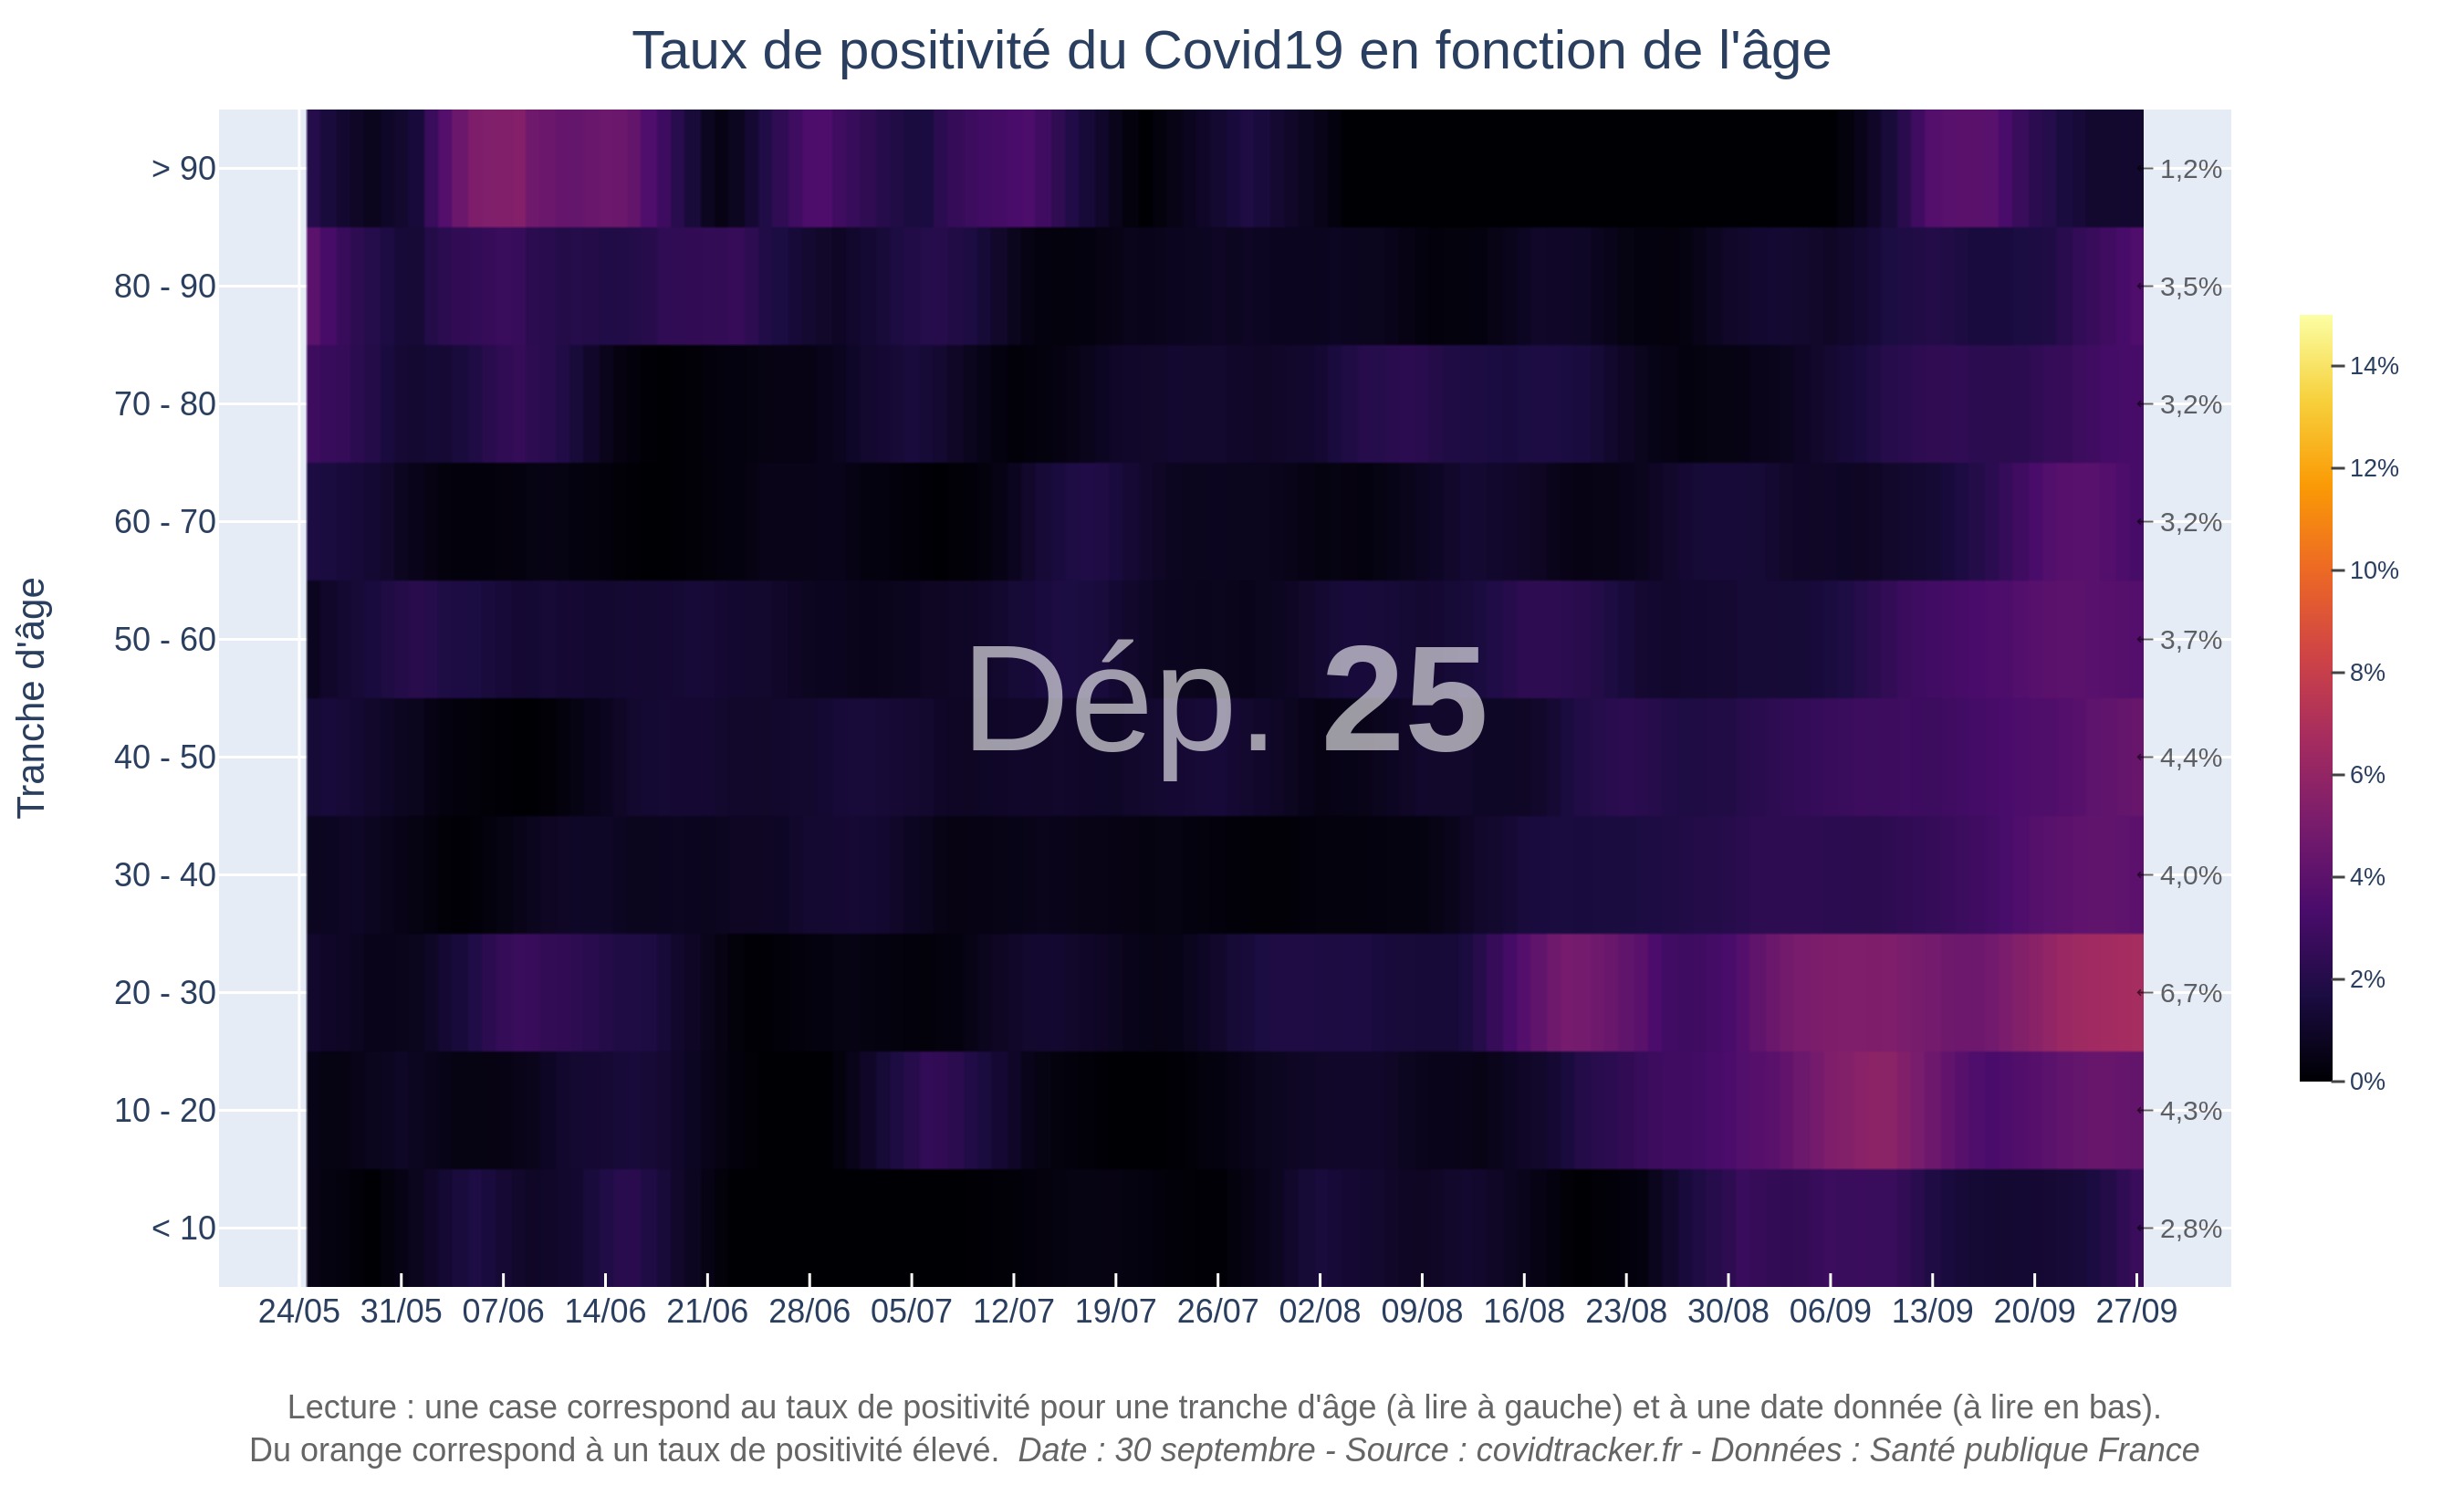 Taux de positivité du Covid19 en fonction de l'âge
Tranche d'âge
> 90
80 - 90
70 - 80
60 - 70
50 - 60
40 - 50
30 - 40
20 - 30
10 - 20
< 10
Dép. 25
1,2%
3,5%
3,2%
3,2%
3,7%
4,4%
4,0%
6,7%
4,3%
2,8%
14%
12%
10%
8%
6%
4%
2%
0%
24/05 31/05 07/06 14/06 21/06 28/06 05/07 12/07 19/07 26/07 02/08 09/08 16/08 23/08 30/08 06/09 13/09 20/09 27/09
Lecture : une case correspond au taux de positivité pour une tranche d'âge (à lire à gauche) et à une date donnée (à lire en bas).
Du orange correspond à un taux de positivité élevé. Date : 30 septembre - Source : covidtracker.fr - Données : Santé publique France